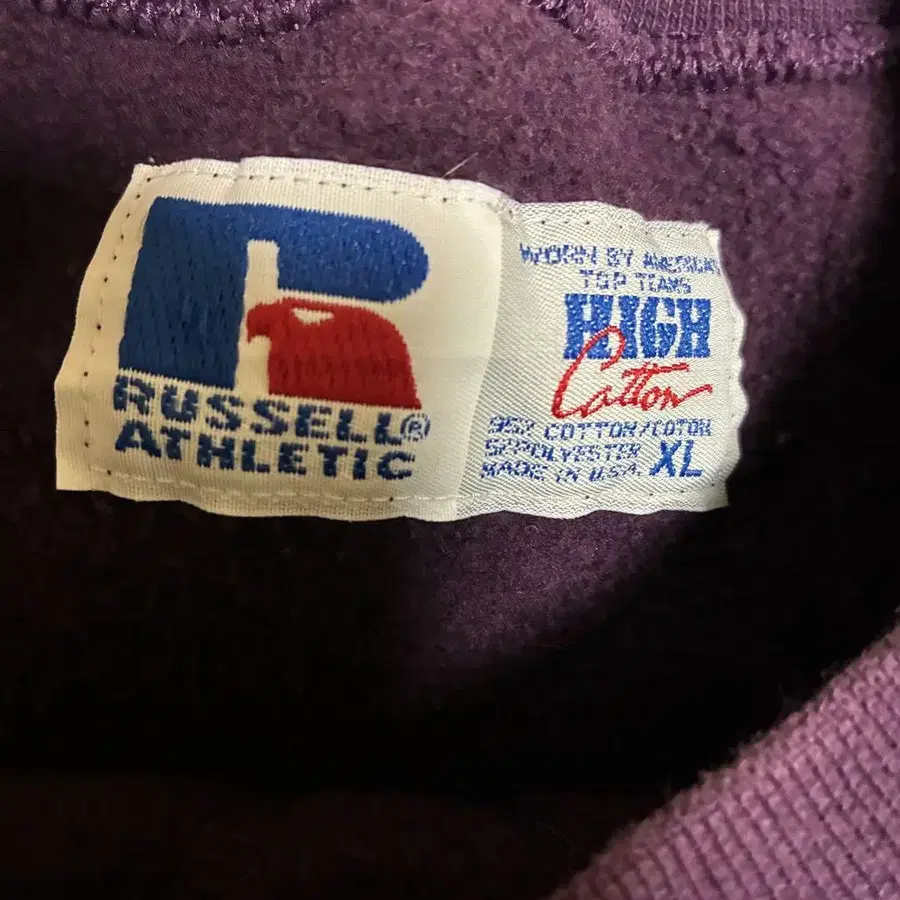 RUSSELL®
ATHLETIC
WORN BY AMERICA'S
TOP TEAMS
HIGH
Cotton
95% COTTON/COTON
5% POLYESTER
MADE IN U.S.A. XL